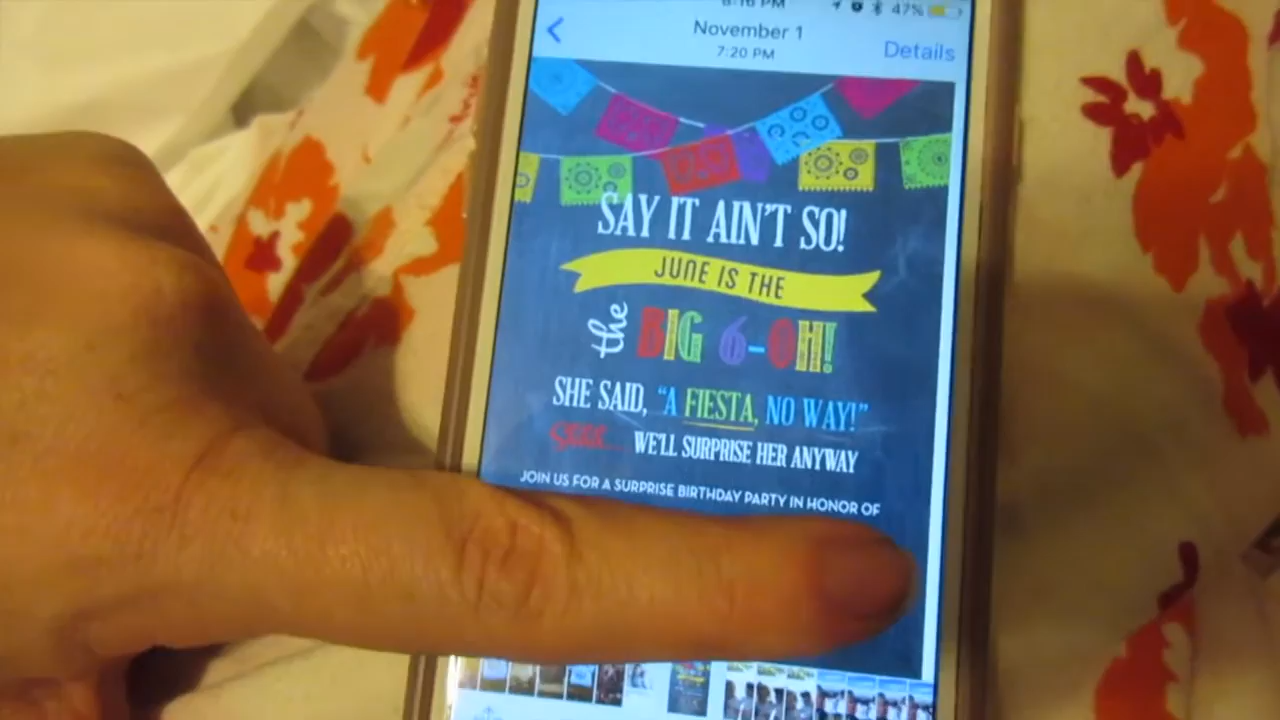 47%
November 1
7:20 PM
Details
SAY IT AIN'T SO!
JUNE IS THE
the BIG 6-OH!
SHE SAID, "A FIESTA, NO WAY!"
WE'LL SURPRISE HER ANYWAY
JOIN US FOR A SURPRISE BIRTHDAY PARTY IN HONOR OF